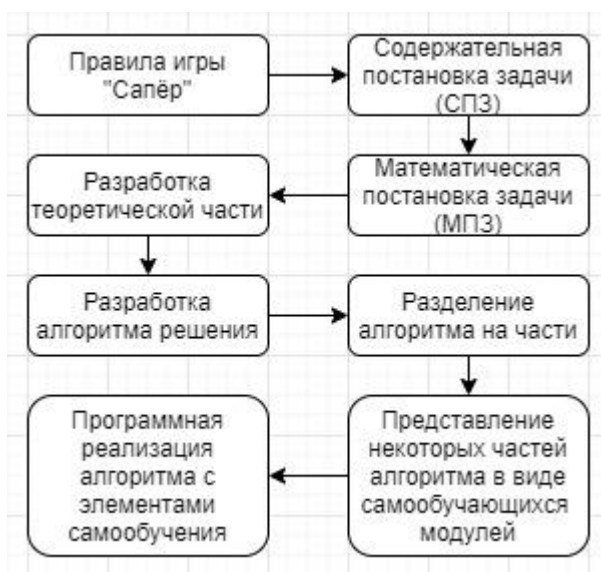 Правила игры
"Сапёр"
Содержательная
постановка задачи
(СПЗ)
Математическая
постановка задачи
(МПЗ)
Разработка
теоретической части
Разработка
алгоритма решения
Разделение
алгоритма на части
Представление
некоторых частей
алгоритма в виде
самообучающихся
модулей
Программная
реализация
алгоритма с
элементами
самообучения